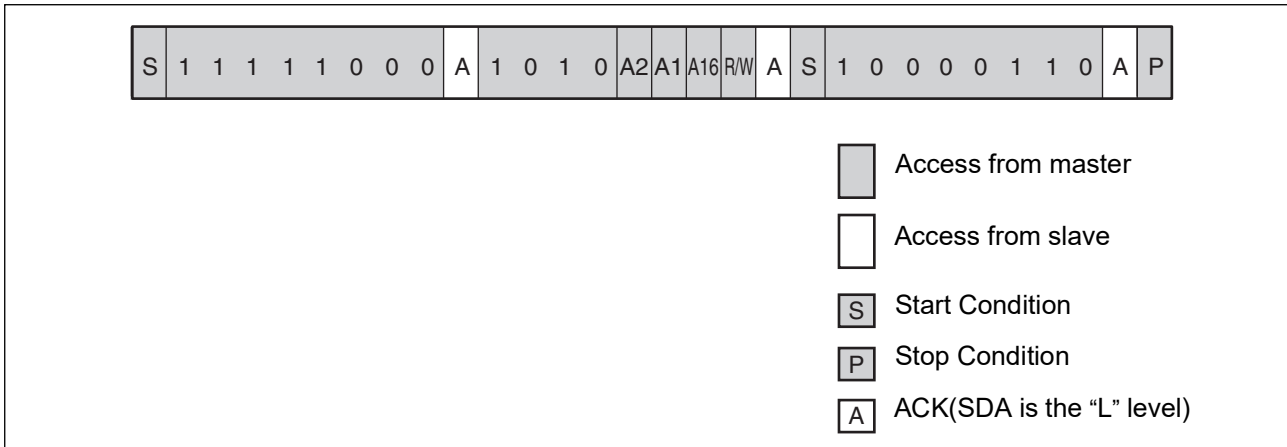 S 1 1 1 1 1 0 0 0 A 1 0 1 0 A2 A1 A16 R/W A S 1 0 0 0 0 1 1 0 A P
Access from master
Access from slave
S Start Condition
P Stop Condition
A ACK(SDA is the “L” level)